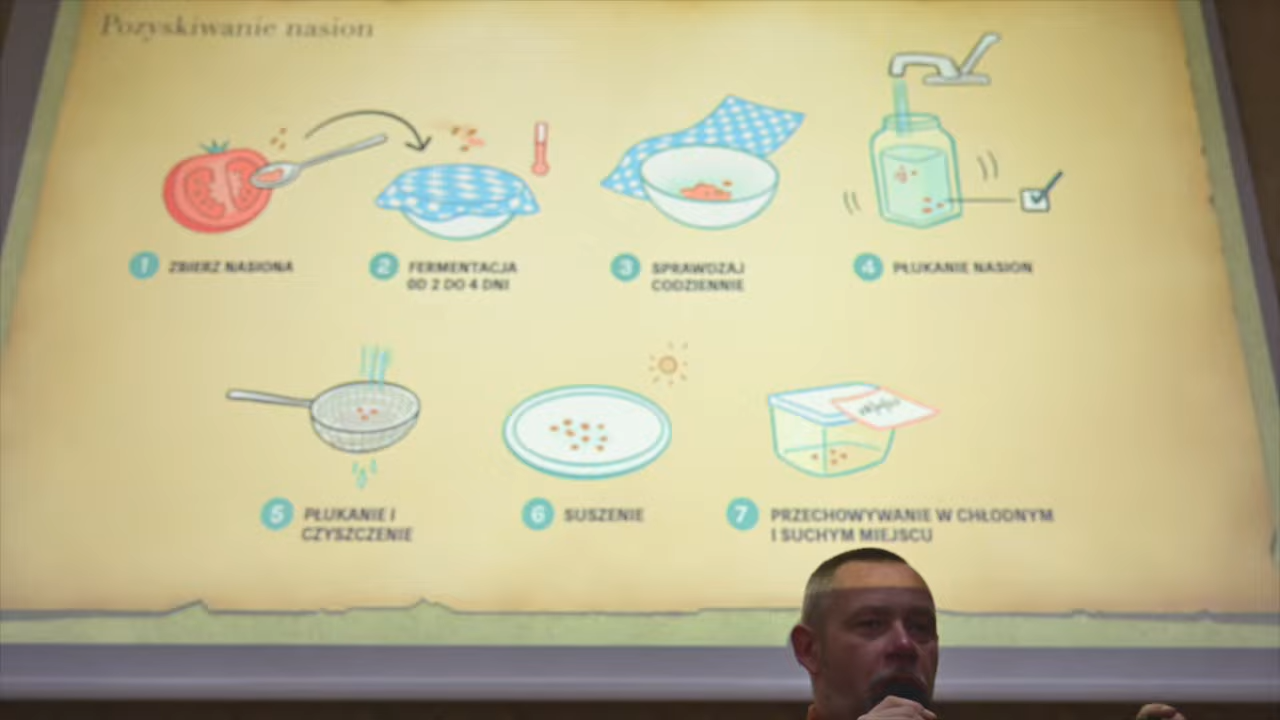 Pozyskiwanie nasion
1 ZBIERZ NASIONA
2 FERMENTACJA
OD 2 DO 4 DNI
3 SPRAWDZAJ
CODZIENNIE
4 PŁUKANIE NASION
5 PŁUKANIE I
CZYSZCZENIE
6 SUSZENIE
7 PRZECHOWYWANIE W CHŁODNYM
I SUCHYM MIEJSCU